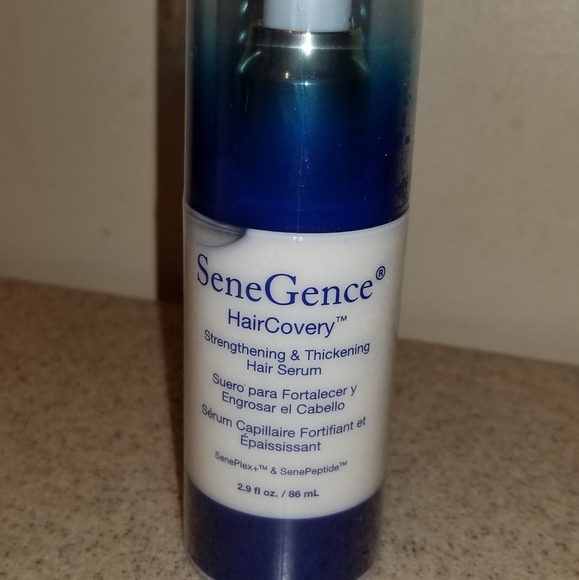 SeneGence®
HairCovery™
Strengthening & Thickening
Hair Serum
Suero para Fortalecer y
Engrosar el Cabello
Sérum Capillaire Fortifiant et
Épaississant
SenePlex+™ & SenePeptide™
2.9 fl oz. / 86 mL